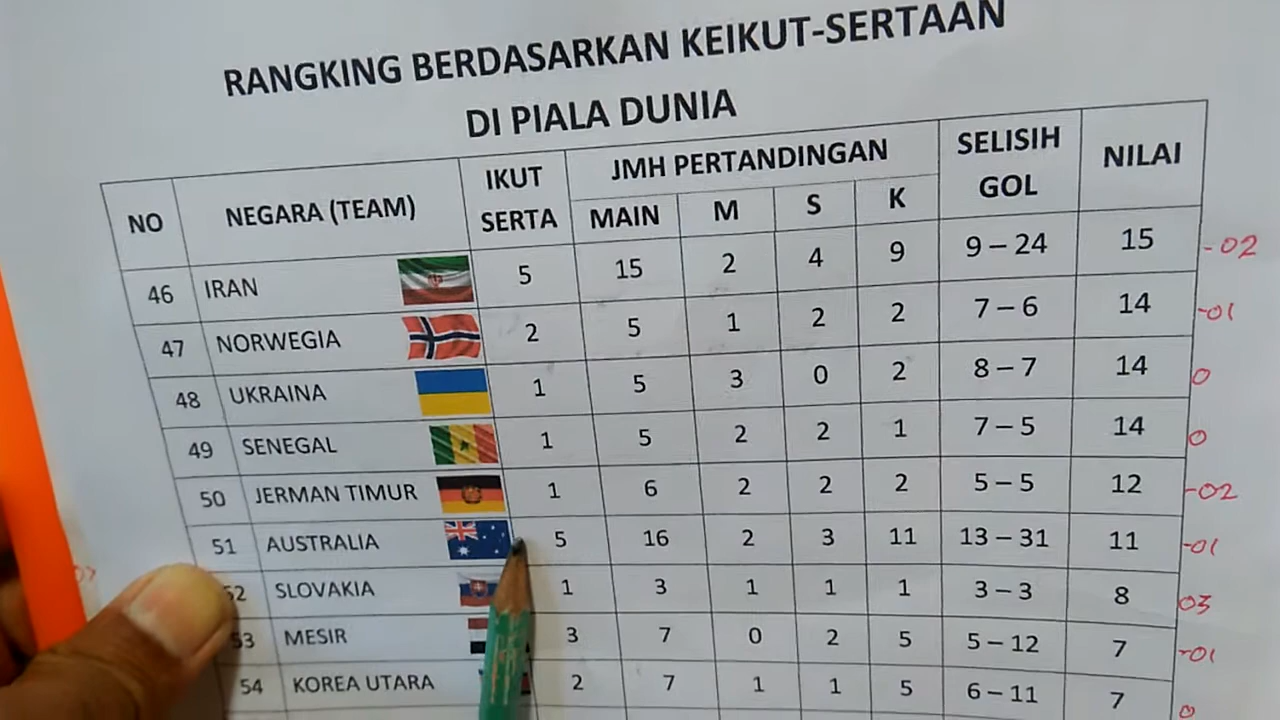 RANGKING BERDASARKAN KEIKUT-SERTAAN
DI PIALA DUNIA
NO NEGARA (TEAM) IKUT SERTA JMH PERTANDINGAN SELISIH GOL NILAI
MAIN M S K
46 IRAN 5 15 2 4 9 9 – 24 15 -02
47 NORWEGIA 2 5 1 2 2 7 – 6 14 -01
48 UKRAINA 1 5 3 0 2 8 – 7 14 0
49 SENEGAL 1 5 2 2 1 7 – 5 14 0
50 JERMAN TIMUR 1 6 2 2 2 5 – 5 12 -02
51 AUSTRALIA 5 16 2 3 11 13 – 31 11 -01
52 SLOVAKIA 1 3 1 1 1 3 – 3 8 03
53 MESIR 3 7 0 2 5 5 – 12 7 -01
54 KOREA UTARA 2 7 1 1 5 6 – 11 7 0